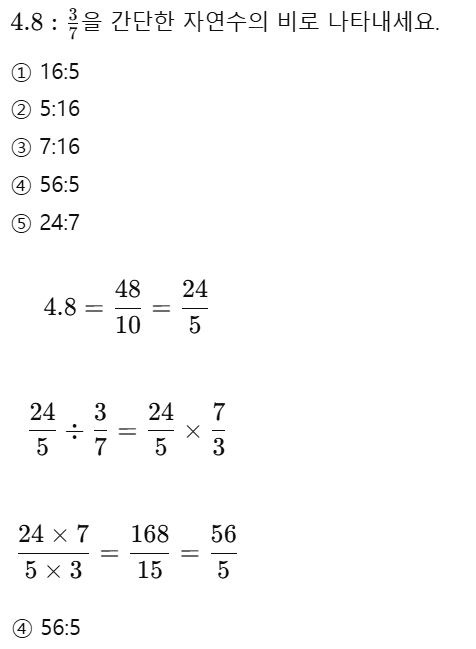 4.8 : 3/7을 간단한 자연수의 비로 나타내세요.
① 16:5
② 5:16
③ 7:16
④ 56:5
⑤ 24:7
4.8 = 48/10 = 24/5
24/5 ÷ 3/7 = 24/5 × 7/3
24 × 7/5 × 3 = 168/15 = 56/5
④ 56:5